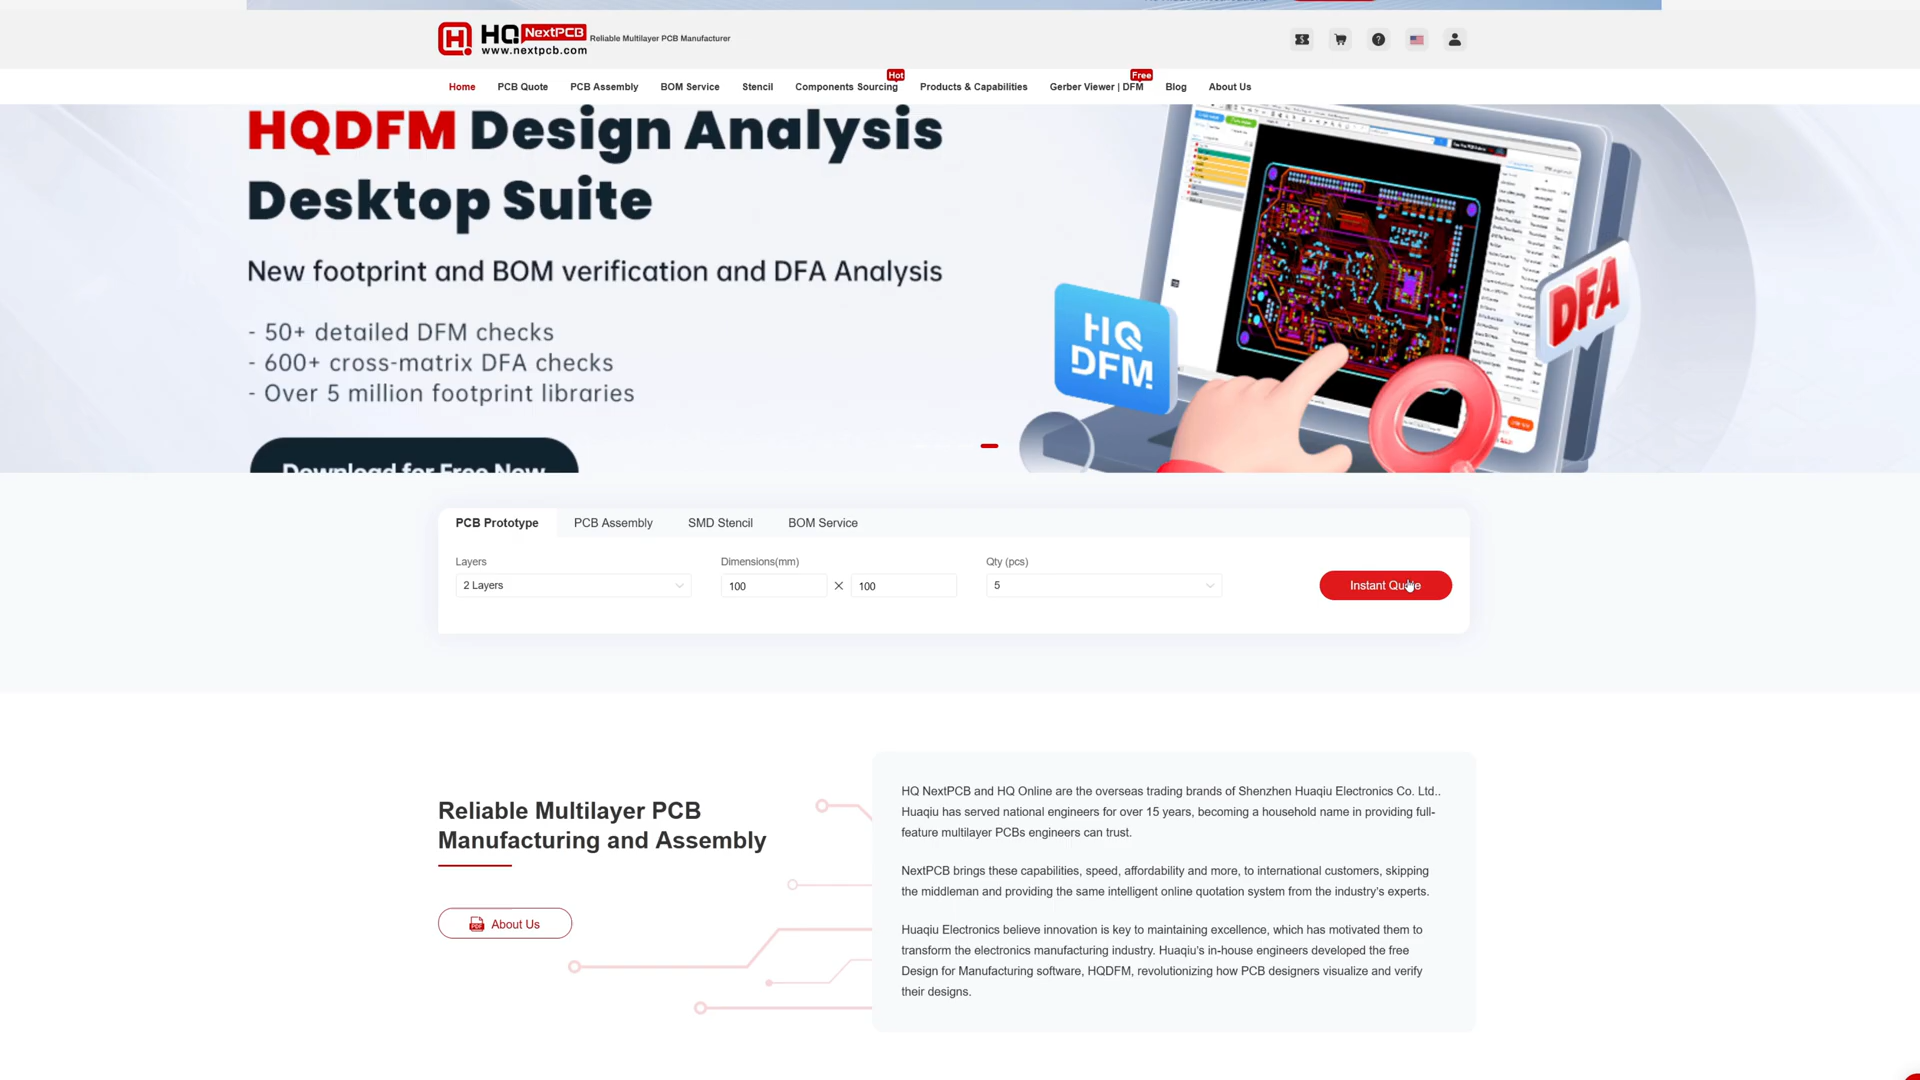 HQ NextPCB
www.nextpcb.com
Reliable Multilayer PCB Manufacturer
Hot
Free
Home
PCB Quote
PCB Assembly
BOM Service
Stencil
Components Sourcing
Products & Capabilities
Gerber Viewer | DFM
Blog
About Us
HQDFM Design Analysis
Desktop Suite
New footprint and BOM verification and DFA Analysis
- 50+ detailed DFM checks
- 600+ cross-matrix DFA checks
- Over 5 million footprint libraries
Download for Free Now
HQ
DFM!
DFA
PCB Prototype
PCB Assembly
SMD Stencil
BOM Service
Layers
Dimensions(mm)
Qty (pcs)
2 Layers
100
100
5
Instant Quote
Reliable Multilayer PCB
Manufacturing and Assembly
PDF
About Us
HQ NextPCB and HQ Online are the overseas trading brands of Shenzhen Huaqiu Electronics Co. Ltd..
Huaqiu has served national engineers for over 15 years, becoming a household name in providing full-
feature multilayer PCBs engineers can trust.
NextPCB brings these capabilities, speed, affordability and more, to international customers, skipping
the middleman and providing the same intelligent online quotation system from the industry's experts.
Huaqiu Electronics believe innovation is key to maintaining excellence, which has motivated them to
transform the electronics manufacturing industry. Huaqiu's in-house engineers developed the free
Design for Manufacturing software, HQDFM, revolutionizing how PCB designers visualize and verify
their designs.